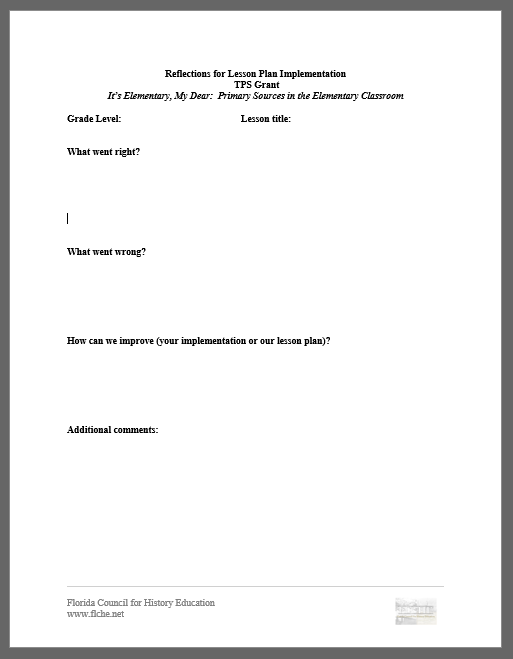 Reflections for Lesson Plan Implementation
TPS Grant
It's Elementary, My Dear: Primary Sources in the Elementary Classroom
Grade Level: Lesson title:
What went right?
What went wrong?
How can we improve (your implementation or our lesson plan)?
Additional comments:
Florida Council for History Education
www.flche.net